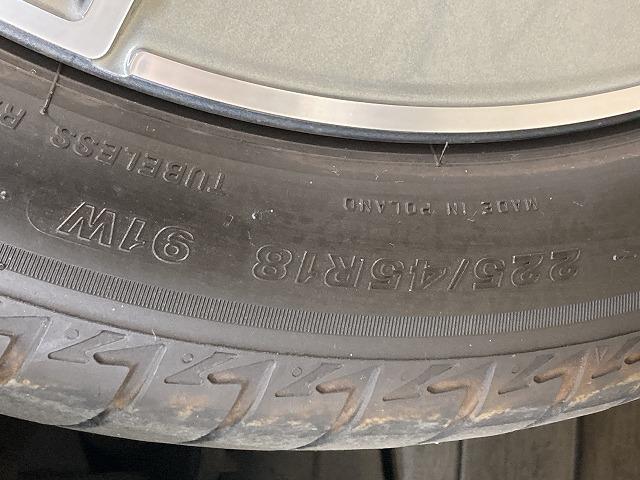 225/45R18 91W
MADE IN POLAND
TUBELESS